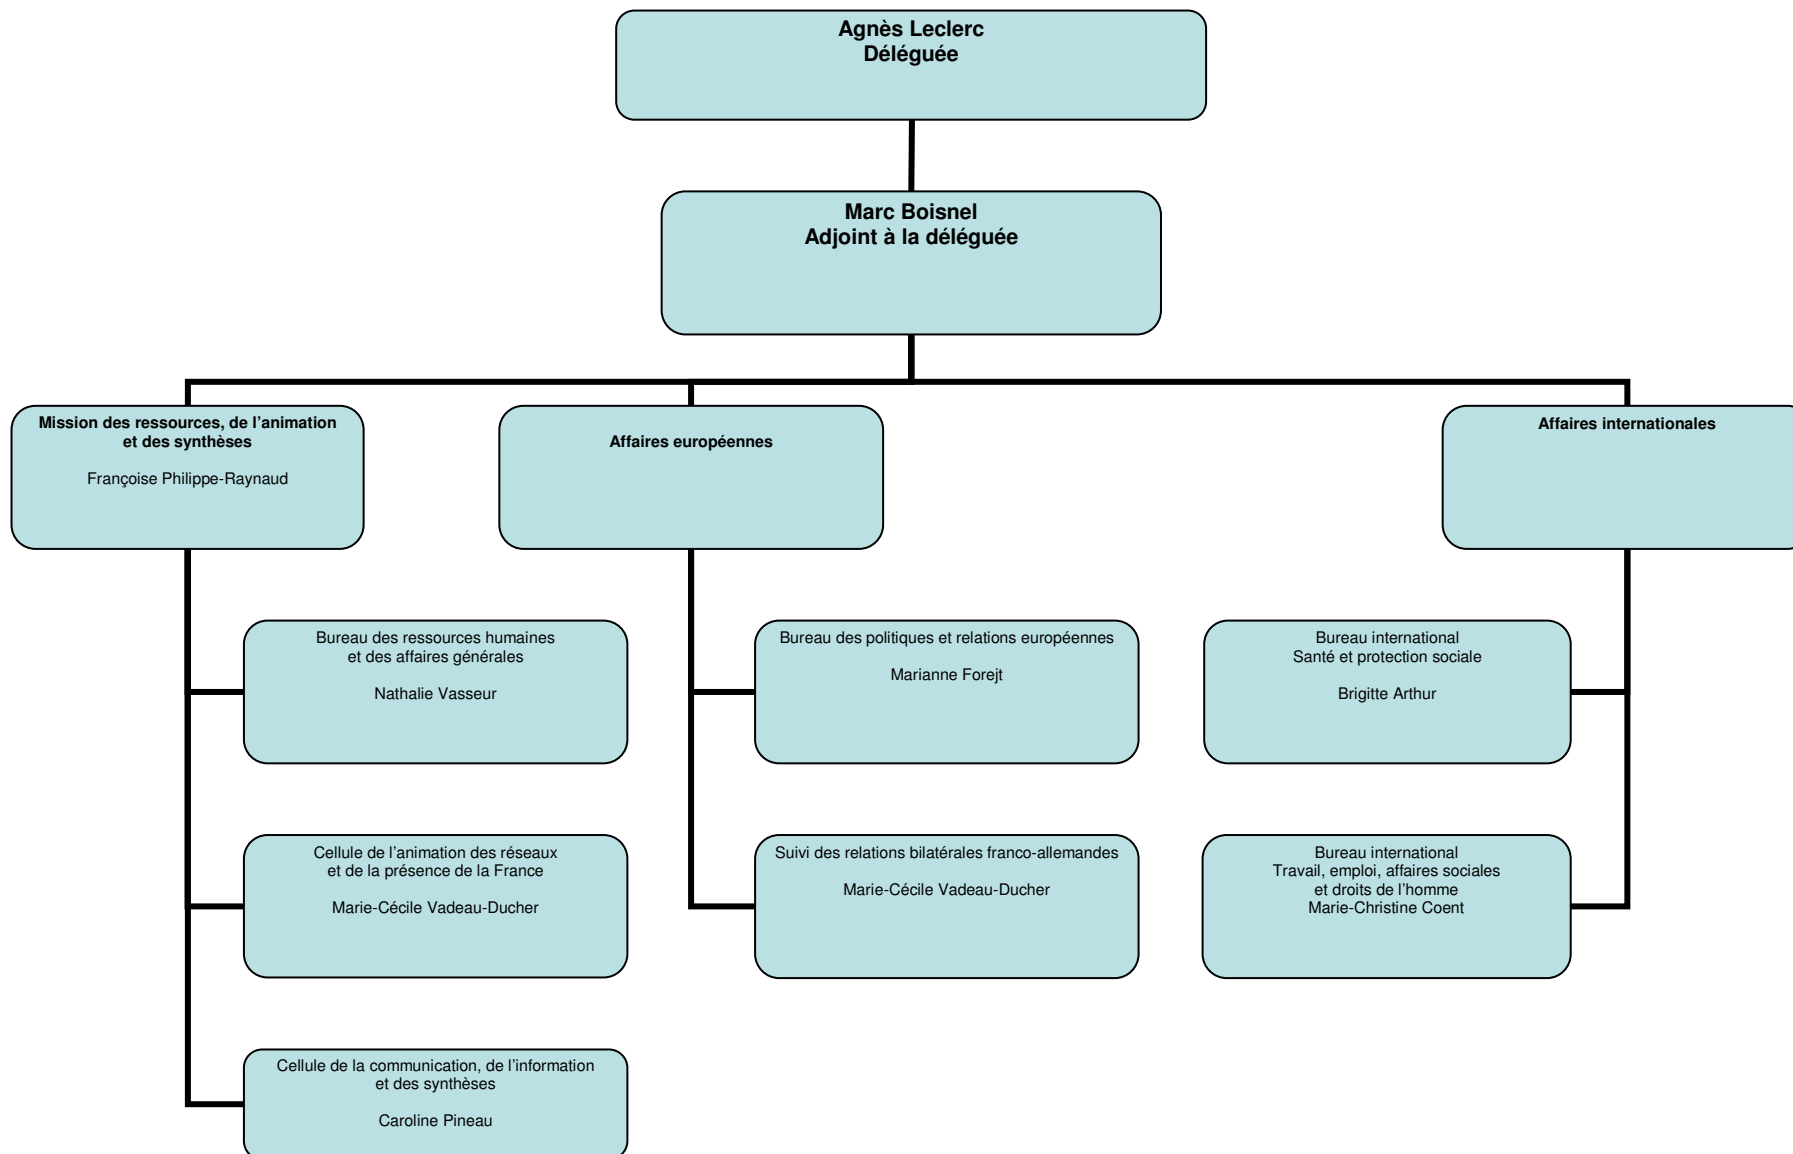 Agnès Leclerc
Déléguée
Marc Boisnel
Adjoint à la déléguée
Mission des ressources, de l’animation
et des synthèses
Françoise Philippe-Raynaud
Affaires européennes
Affaires internationales
Bureau des ressources humaines
et des affaires générales
Nathalie Vasseur
Bureau des politiques et relations européennes
Marianne Forejt
Bureau international
Santé et protection sociale
Brigitte Arthur
Cellule de l’animation des réseaux
et de la présence de la France
Marie-Cécile Vadeau-Ducher
Suivi des relations bilatérales franco-allemandes
Marie-Cécile Vadeau-Ducher
Bureau international
Travail, emploi, affaires sociales
et droits de l’homme
Marie-Christine Coent
Cellule de la communication, de l’information
et des synthèses
Caroline Pineau